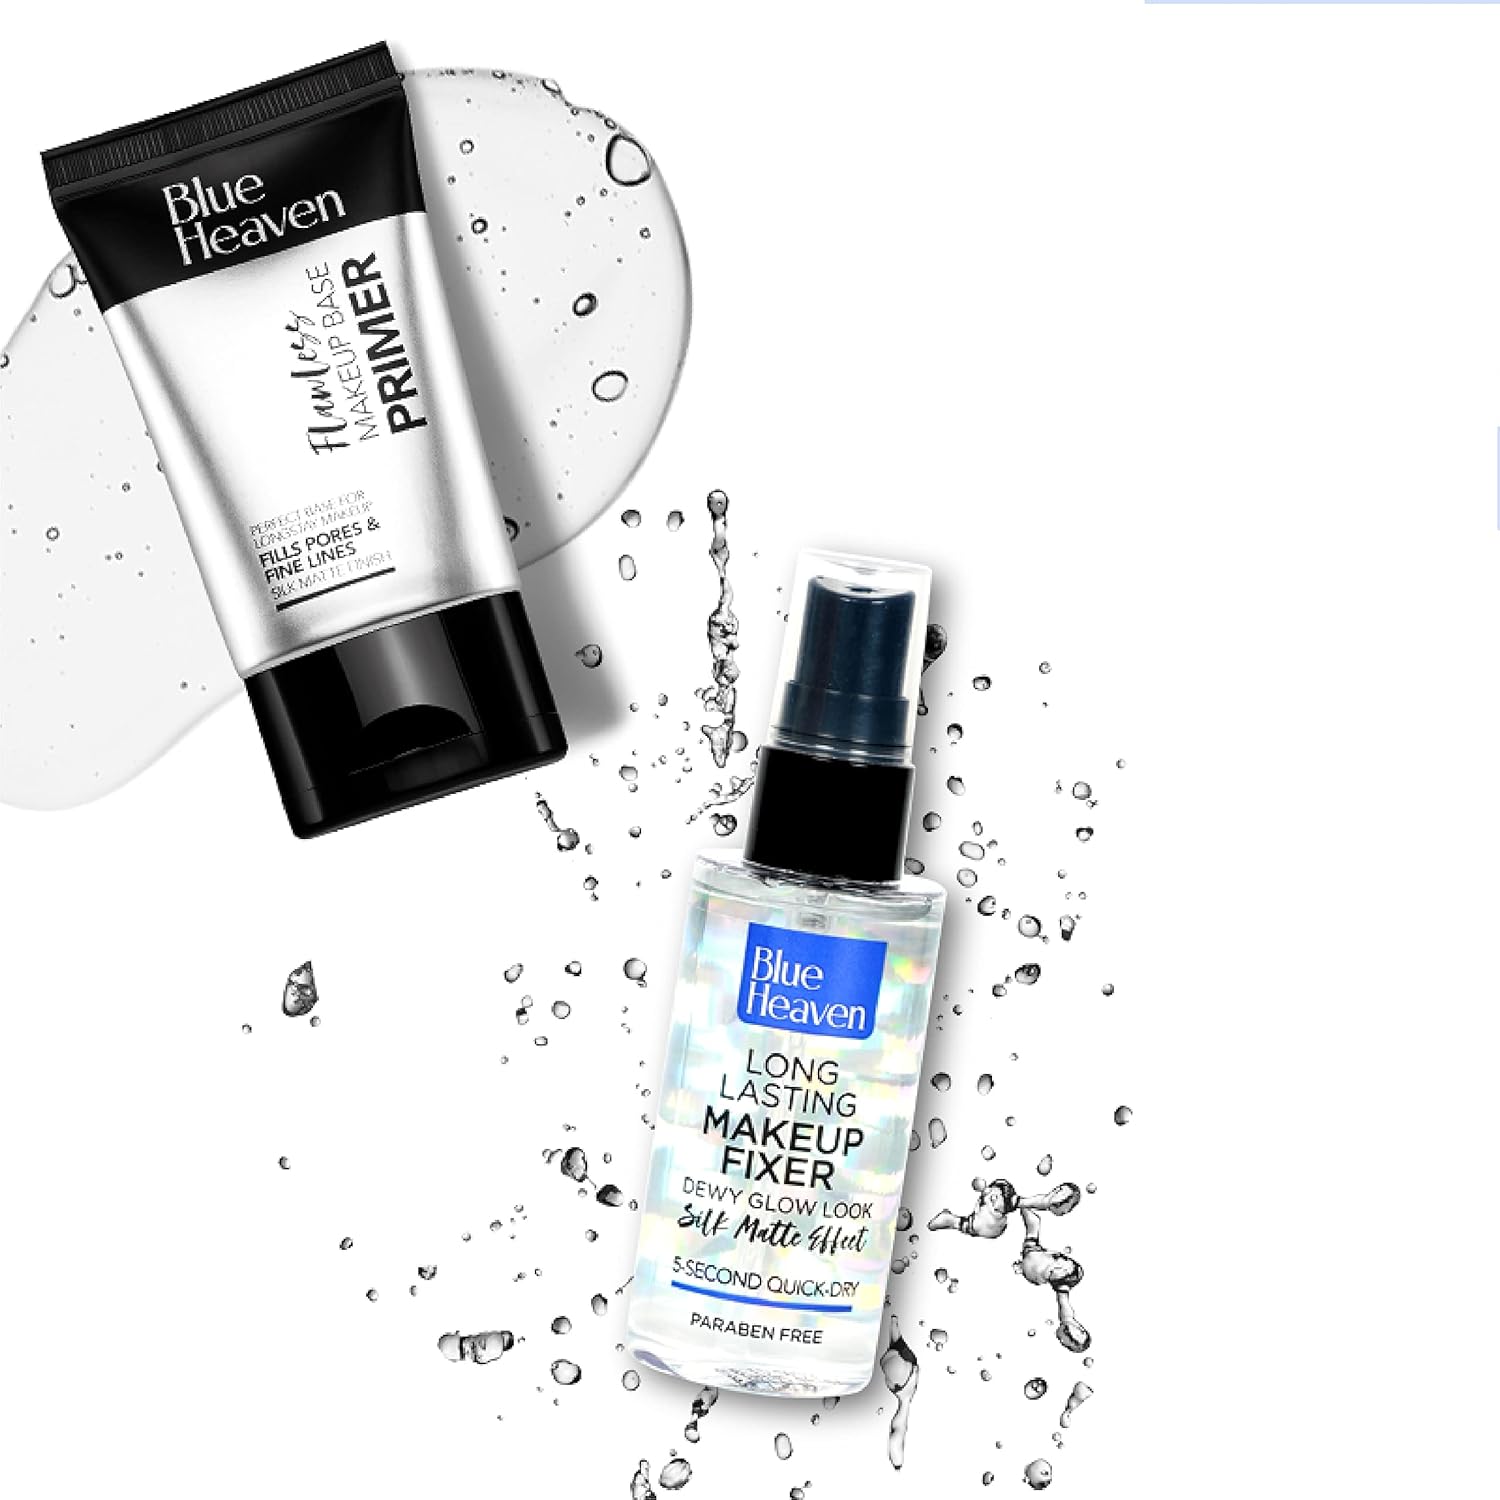 Blue
Heaven
Flawless
MAKEUP BASE
PRIMER
PERFECT BASE FOR
LONGSTAY MAKEUP
FILLS PORES &
FINE LINES
SILK MATTE FINISH
Blue
Heaven
LONG
LASTING
MAKEUP
FIXER
DEWY GLOW LOOK
Silk Matte Effect
5-SECOND QUICK-DRY
PARABEN FREE